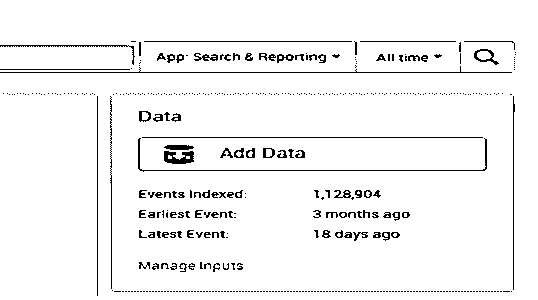 App: Search & Reporting All time
Data
Add Data
Events Indexed: 1,128,904
Earliest Event: 3 months ago
Latest Event: 18 days ago
Manage Inputs